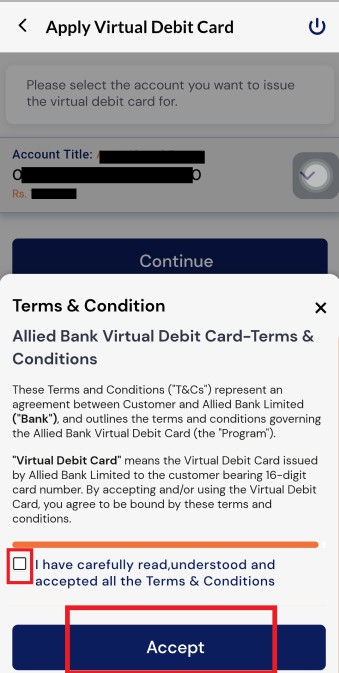 Apply Virtual Debit Card
Please select the account you want to issue
the virtual debit card for.
Account Title:
0 0
Rs.
Continue
Terms & Condition
Allied Bank Virtual Debit Card-Terms &
Conditions
These Terms and Conditions ("T&Cs") represent an
agreement between Customer and Allied Bank Limited
("Bank"), and outlines the terms and conditions governing
the Allied Bank Virtual Debit Card (the "Program").
"Virtual Debit Card" means the Virtual Debit Card issued
by Allied Bank Limited to the customer bearing 16-digit
card number. By accepting and/or using the Virtual Debit
Card, you agree to be bound by these terms and
conditions.
I have carefully read,understood and
accepted all the Terms & Conditions
Accept